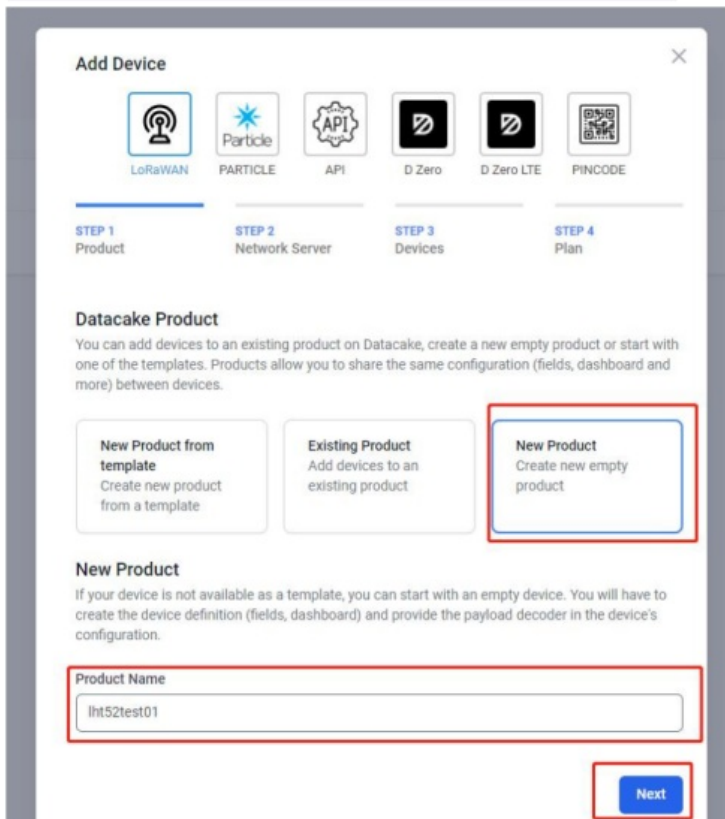 Add Device
Particle
API
LoRaWAN PARTICLE API D Zero D Zero LTE PINCODE
STEP 1 STEP 2 STEP 3 STEP 4
Product Network Server Devices Plan
Datacake Product
You can add devices to an existing product on Datacake, create a new empty product or start with
one of the templates. Products allow you to share the same configuration (fields, dashboard and
more) between devices.
New Product from
template
Create new product
from a template
Existing Product
Add devices to an
existing product
New Product
Create new empty
product
New Product
If your device is not available as a template, you can start with an empty device. You will have to
create the device definition (fields, dashboard) and provide the payload decoder in the device's
configuration.
Product Name
lht52test01
Next